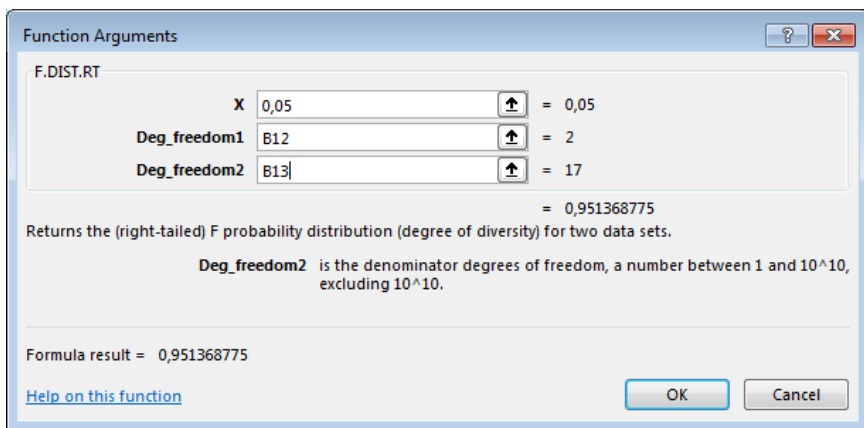 Function Arguments
F.DIST.RT
X 0,05 = 0,05
Deg_freedom1 B12 = 2
Deg_freedom2 B13 = 17
= 0,951368775
Returns the (right-tailed) F probability distribution (degree of diversity) for two data sets.
Deg_freedom2 is the denominator degrees of freedom, a number between 1 and 10^10,
excluding 10^10.
Formula result = 0,951368775
Help on this function OK Cancel